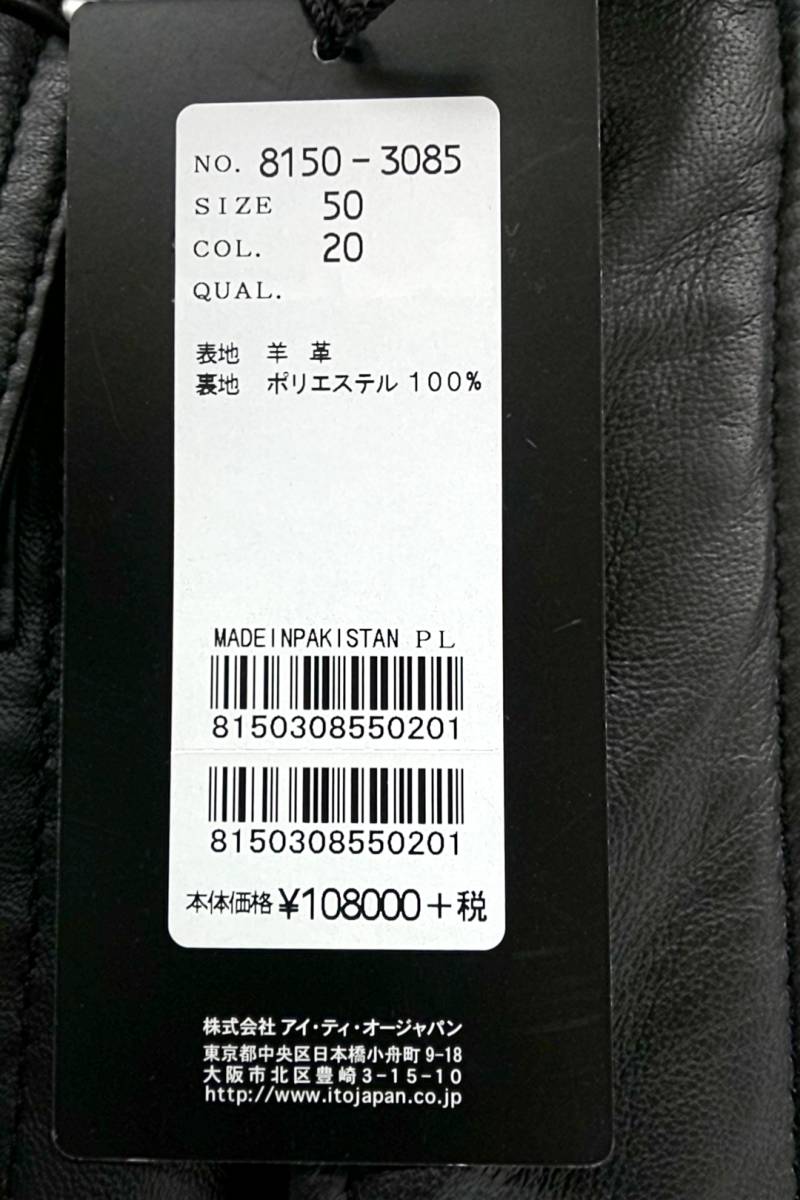 NO. 8150-3085
SIZE 50
COL. 20
QUAL.
表地 羊 革
裏地 ポリエステル 100%
MADEINPAKISTAN PL
8150308550201
8150308550201
本体価格 ¥108000+税
株式会社 アイ・ティ・オージャパン
東京都中央区日本橋小舟町 9-18
大阪市北区豊崎3-15-10
http://www.itojapan.co.jp